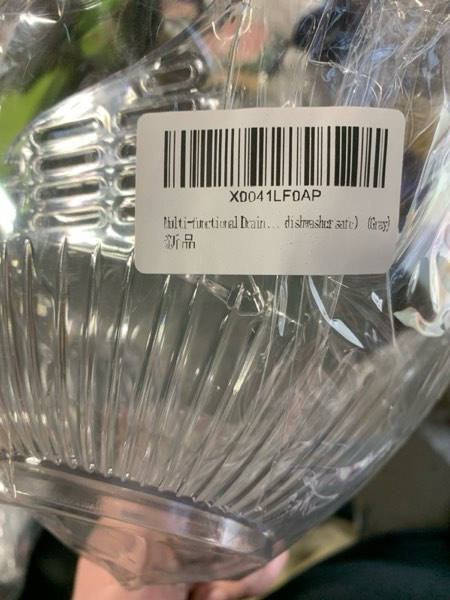 X0041LF0AP
Multi-functional Drain... dishwasher safe) (Gray)
新品